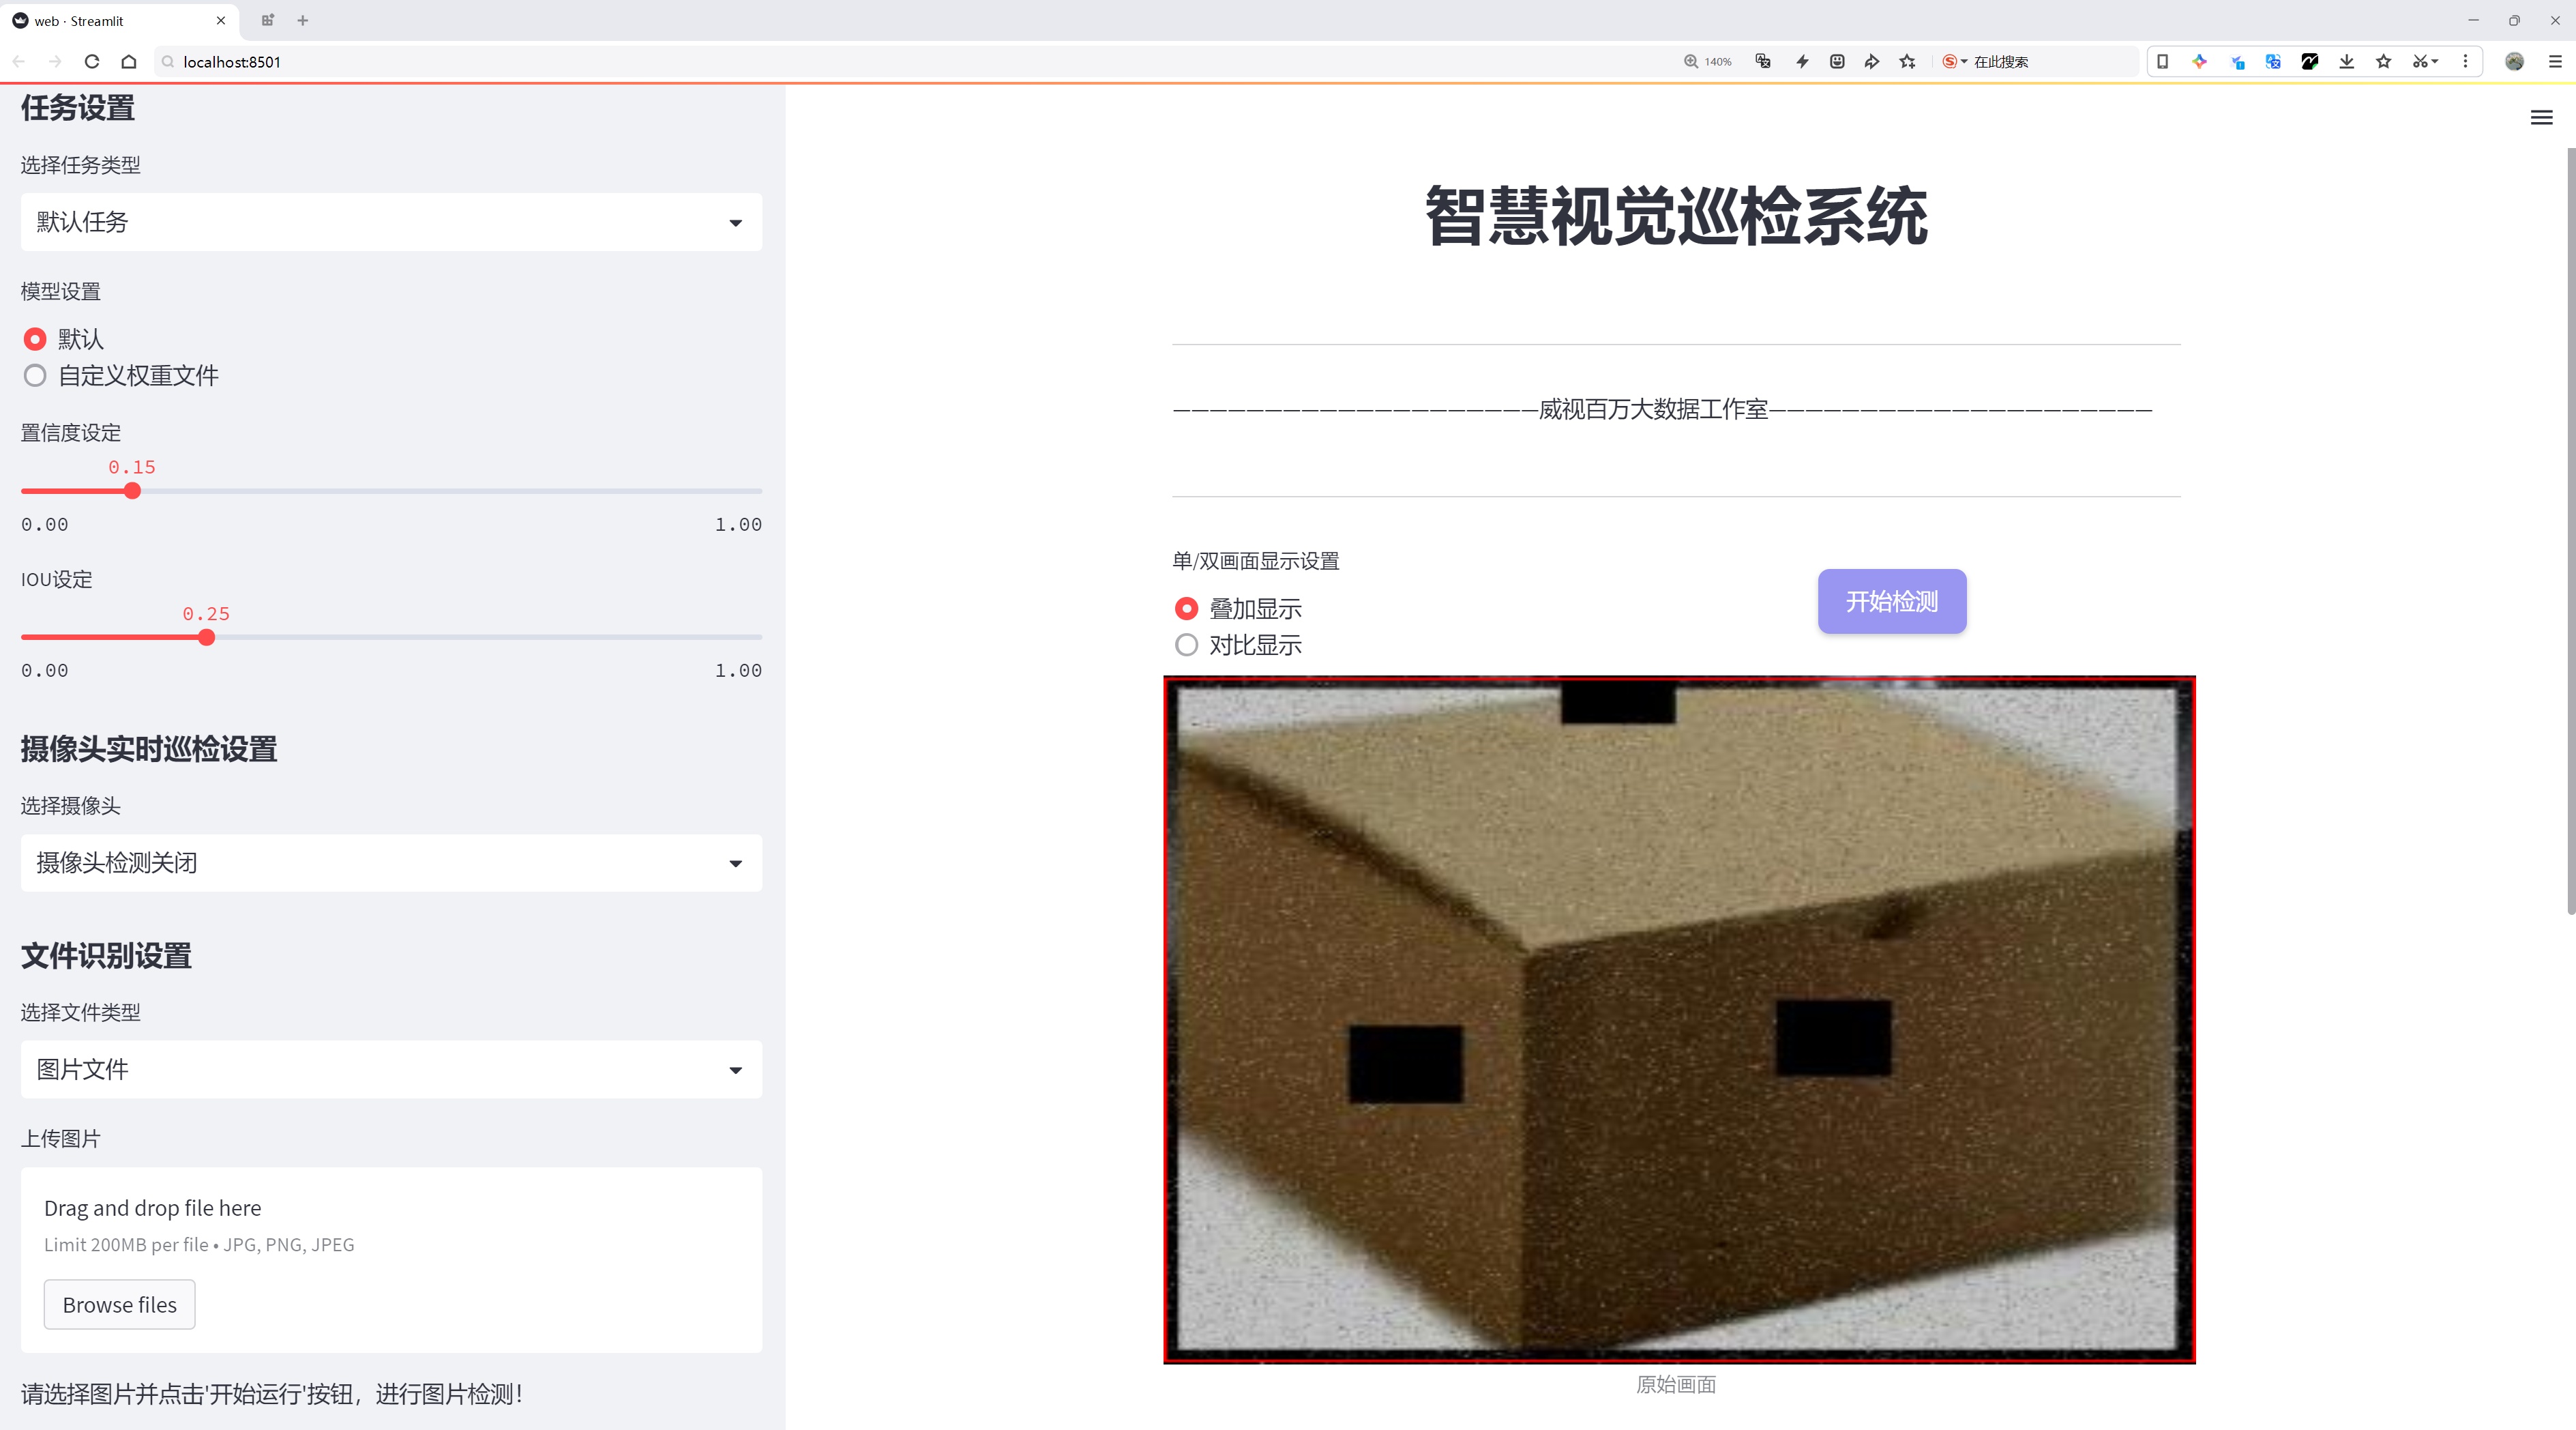 web · Streamlit
localhost:8501
140%
在此搜索
任务设置
选择任务类型
默认任务
模型设置
默认
自定义权重文件
置信度设定
0.15
0.00
1.00
IOU设定
0.25
0.00
1.00
摄像头实时巡检设置
选择摄像头
摄像头检测关闭
文件识别设置
选择文件类型
图片文件
上传图片
Drag and drop file here
Limit 200MB per file • JPG, PNG, JPEG
Browse files
请选择图片并点击'开始运行'按钮，进行图片检测！
智慧视觉巡检系统
————————————————————威视百万大数据工作室—————————————————————
单/双画面显示设置
叠加显示
对比显示
开始检测
原始画面